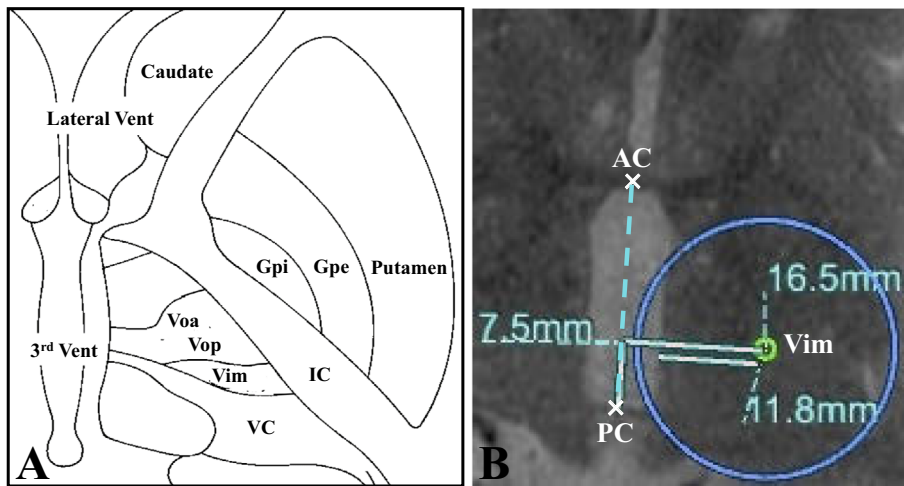 Caudate
Lateral Vent
Gpi
Gpe
Putamen
Voa
3rd Vent
Vop
Vim
IC
VC
A
AC
16.5mm
7.5mm
Vim
11.8mm
PC
B